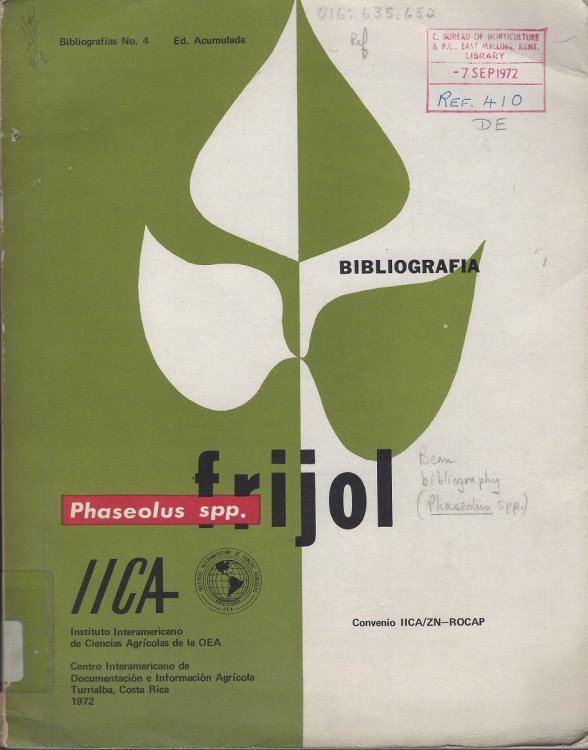 Bibliografías No. 4 Ed. Acumulada
016: 635.652
Ref
C. BUREAU OF HORTICULTURE
& P.C., EAST MALLING, KENT.
LIBRARY
-7 SEP 1972
REF. 410
DE
BIBLIOGRAFIA
frijol
Phaseolus spp.
Bean
bibliography
(Phaseolus spp.)
IICA
Instituto Interamericano
de Ciencias Agrícolas de la OEA
Convenio IICA/ZN-ROCAP
Centro Interamericano de
Documentación e Información Agrícola
Turrialba, Costa Rica
1972